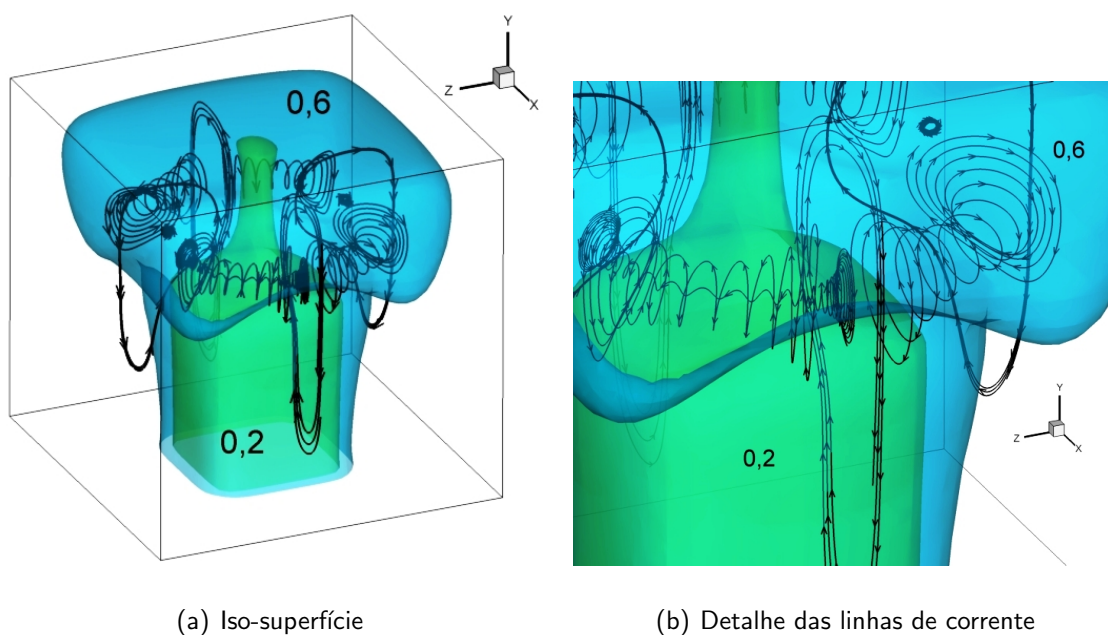 0,6
Y
Z
X
0,2
(a) Iso-superfície
0,6
0,2
Y
Z
X
(b) Detalhe das linhas de corrente